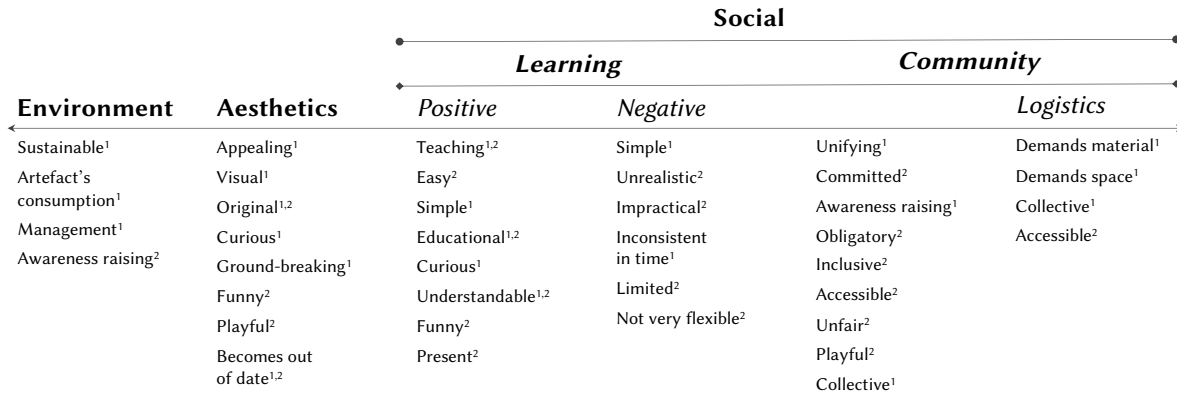 Social
Learning
Community
Environment
Aesthetics
Positive
Negative
Logistics
Sustainable¹
Artefact's
consumption¹
Management¹
Awareness raising²
Appealing¹
Visual¹
Original¹,²
Curious¹
Ground-breaking¹
Funny²
Playful²
Becomes out
of date¹,²
Teaching¹,²
Easy²
Simple¹
Educational¹,²
Curious¹
Understandable¹,²
Funny²
Present²
Simple¹
Unrealistic²
Impractical²
Inconsistent
in time¹
Limited²
Not very flexible²
Unifying¹
Committed²
Awareness raising¹
Obligatory²
Inclusive²
Accessible²
Unfair²
Playful²
Collective¹
Demands material¹
Demands space¹
Collective¹
Accessible²